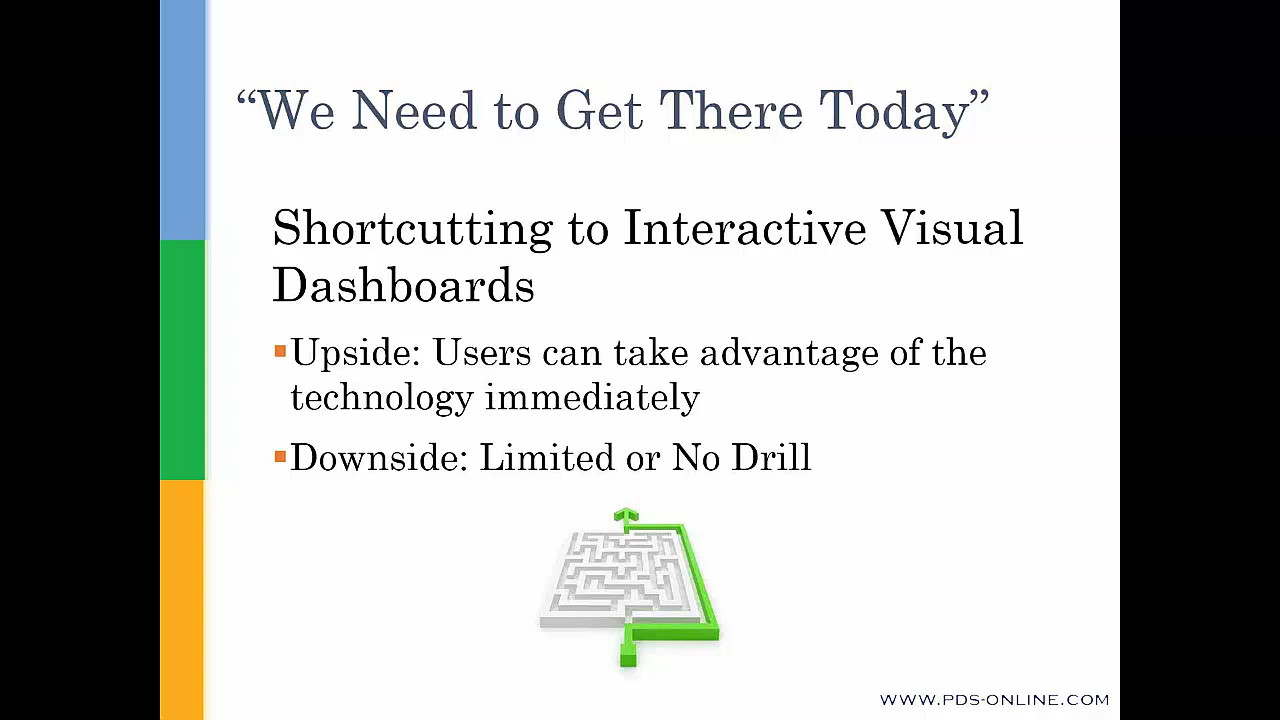 “We Need to Get There Today”
Shortcutting to Interactive Visual
Dashboards
Upside: Users can take advantage of the
technology immediately
Downside: Limited or No Drill
WWW.PDS-ONLINE.COM